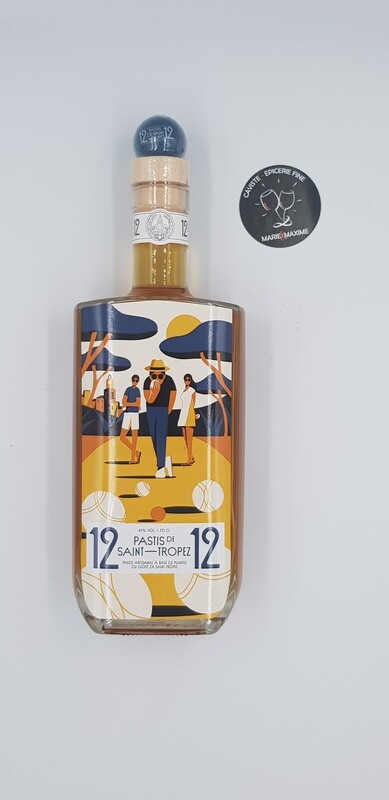 12 12
12 12
CAVISTE . EPICERIE FINE
MARIE&MAXIME
45% VOL / 70 CL
12 PASTIS DE 12
SAINT—TROPEZ
PASTIS ARTISANAL À BASE DE PLANTES
DU GOLFE DE SAINT-TROPEZ